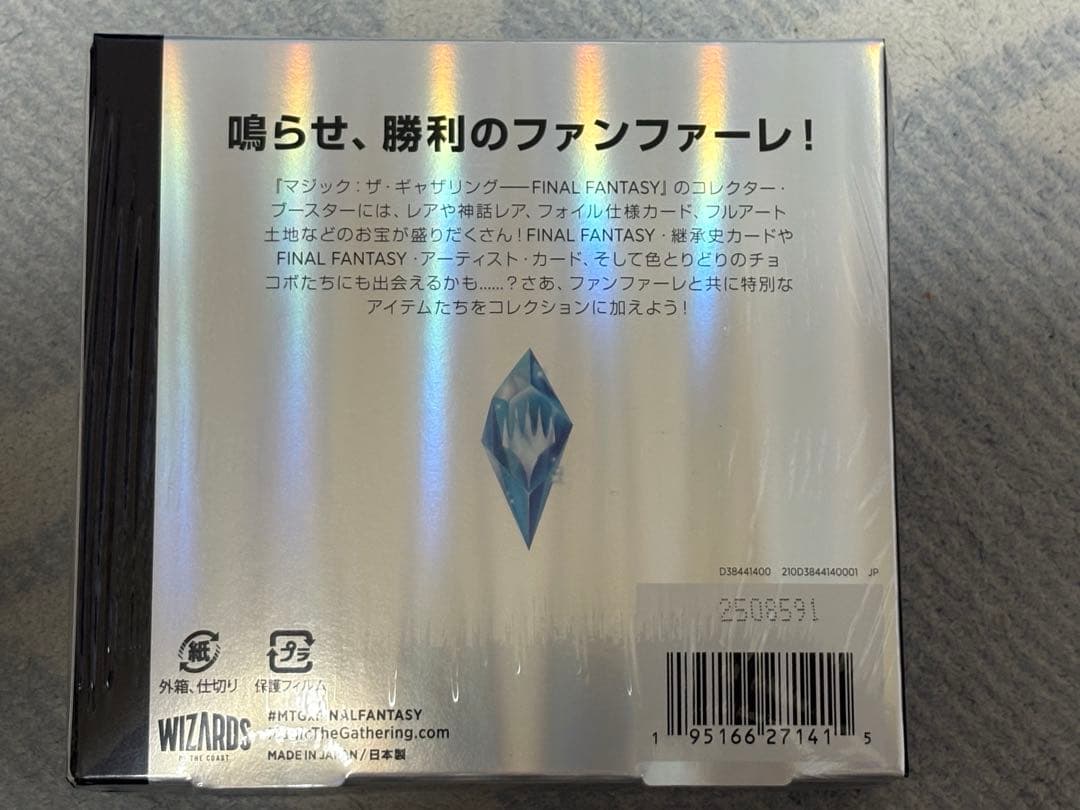 鳴らせ、勝利のファンファーレ！
『マジック：ザ・ギャザリング――FINAL FANTASY』のコレクター・
ブースターには、レアや神話レア、フォイル仕様カード、フルアート
土地などのお宝が盛りだくさん！FINAL FANTASY・継承史カードや
FINAL FANTASY・アーティスト・カード、そして色とりどりのチョ
コボたちにも出会えるかも……？さあ、ファンファーレと共に特別な
アイテムたちをコレクションに加えよう！
D38441400 210D3844140001 JP
2508591
紙
プラ
外箱、仕切り 保護フィルム
WIZARDS
OF THE COAST
#MTGXFINALFANTASY
MagicTheGathering.com
MADE IN JAPAN / 日本製
1 95166 27141 5